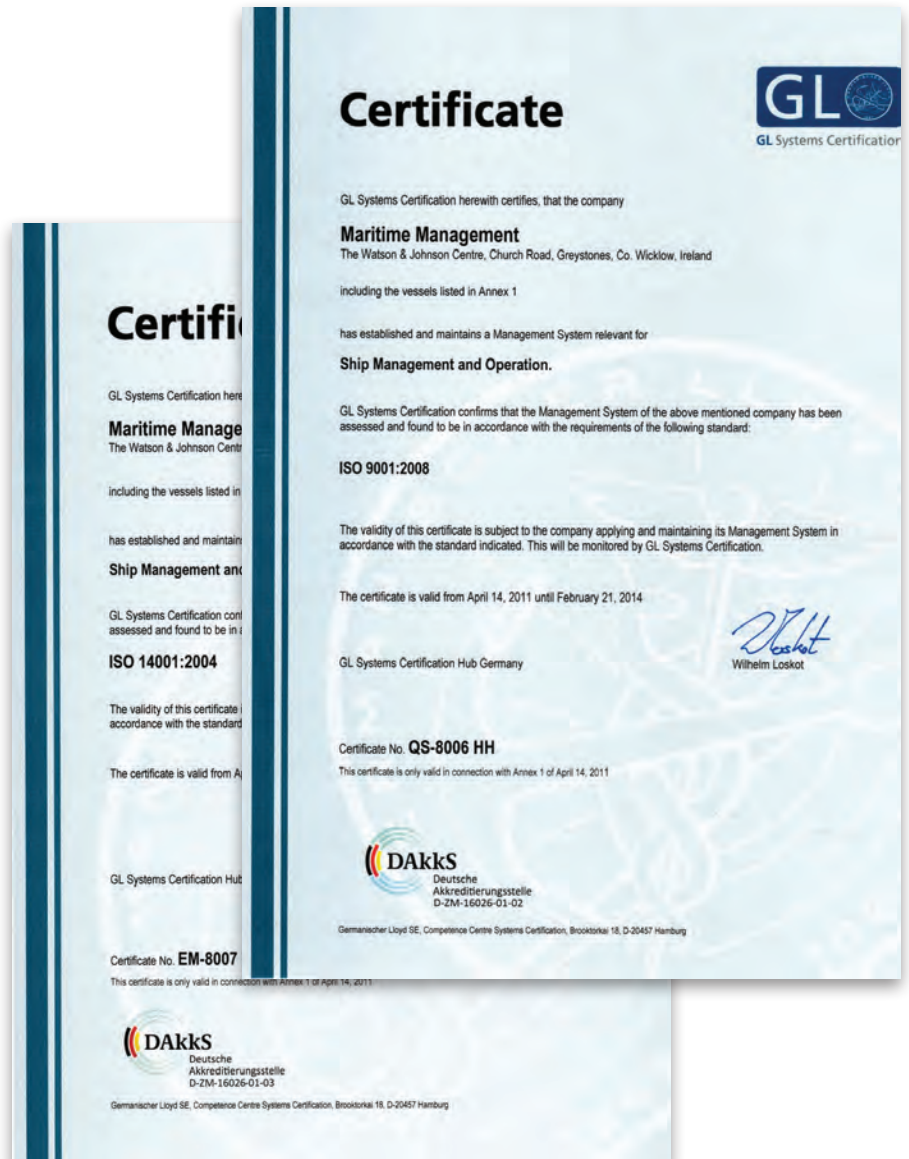 Certificate
GL
GL Systems Certification
GL Systems Certification herewith certifies, that the company
Maritime Management
The Watson & Johnson Centre, Church Road, Greystones, Co. Wicklow, Ireland
including the vessels listed in Annex 1
has established and maintains a Management System relevant for
Ship Management and Operation.
GL Systems Certification confirms that the Management System of the above mentioned company has been
assessed and found to be in accordance with the requirements of the following standard:
ISO 9001:2008
The validity of this certificate is subject to the company applying and maintaining its Management System in
accordance with the standard indicated. This will be monitored by GL Systems Certification.
The certificate is valid from April 14, 2011 until February 21, 2014
GL Systems Certification Hub Germany
Wilhelm Loskot
Certificate No. QS-8006 HH
This certificate is only valid in connection with Annex 1 of April 14, 2011
DAkkS
Deutsche
Akkreditierungsstelle
D-ZM-16026-01-02
Germanischer Lloyd SE, Competence Centre Systems Certification, Brooktorkai 18, D-20457 Hamburg
Certifi
GL Systems Certification here
Maritime Manage
The Watson & Johnson Centr
including the vessels listed in
has established and maintain
Ship Management and
GL Systems Certification conf
assessed and found to be in a
ISO 14001:2004
The validity of this certificate i
accordance with the standard
The certificate is valid from A
GL Systems Certification Hub
Certificate No. EM-8007
This certificate is only valid in connection with Annex 1 of April 14, 2011
DAkkS
Deutsche
Akkreditierungsstelle
D-ZM-16026-01-03
Germanischer Lloyd SE, Competence Centre Systems Certification, Brooktorkai 18, D-20457 Hamburg